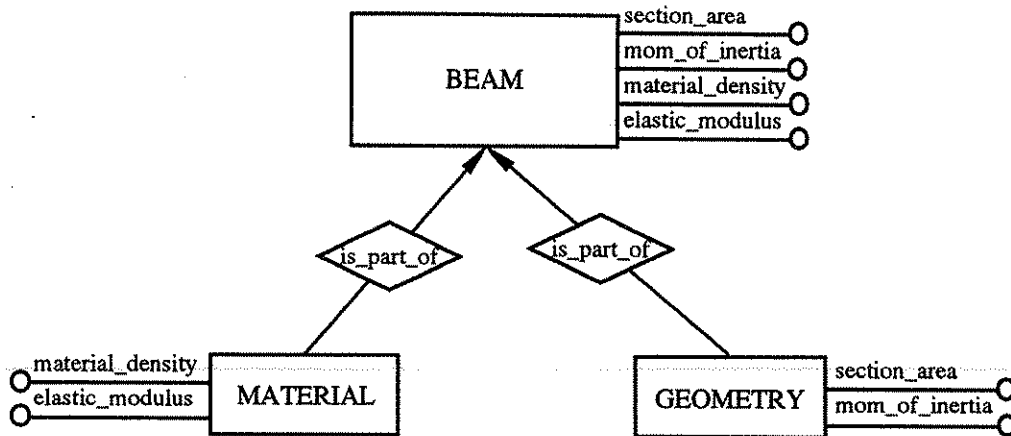 section_area
mom_of_inertia
BEAM
material_density
elastic_modulus
is_part_of
is_part_of
material_density
elastic_modulus
MATERIAL
GEOMETRY
section_area
mom_of_inertia